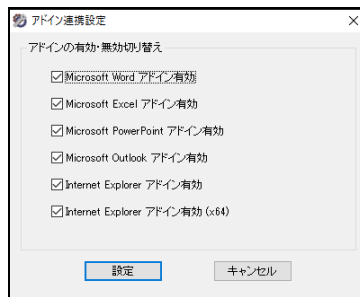 アドイン連携設定
アドインの有効・無効切り替え
Microsoft Word アドイン有効
Microsoft Excel アドイン有効
Microsoft PowerPoint アドイン有効
Microsoft Outlook アドイン有効
Internet Explorer アドイン有効
Internet Explorer アドイン有効 (x64)
設定 キャンセル